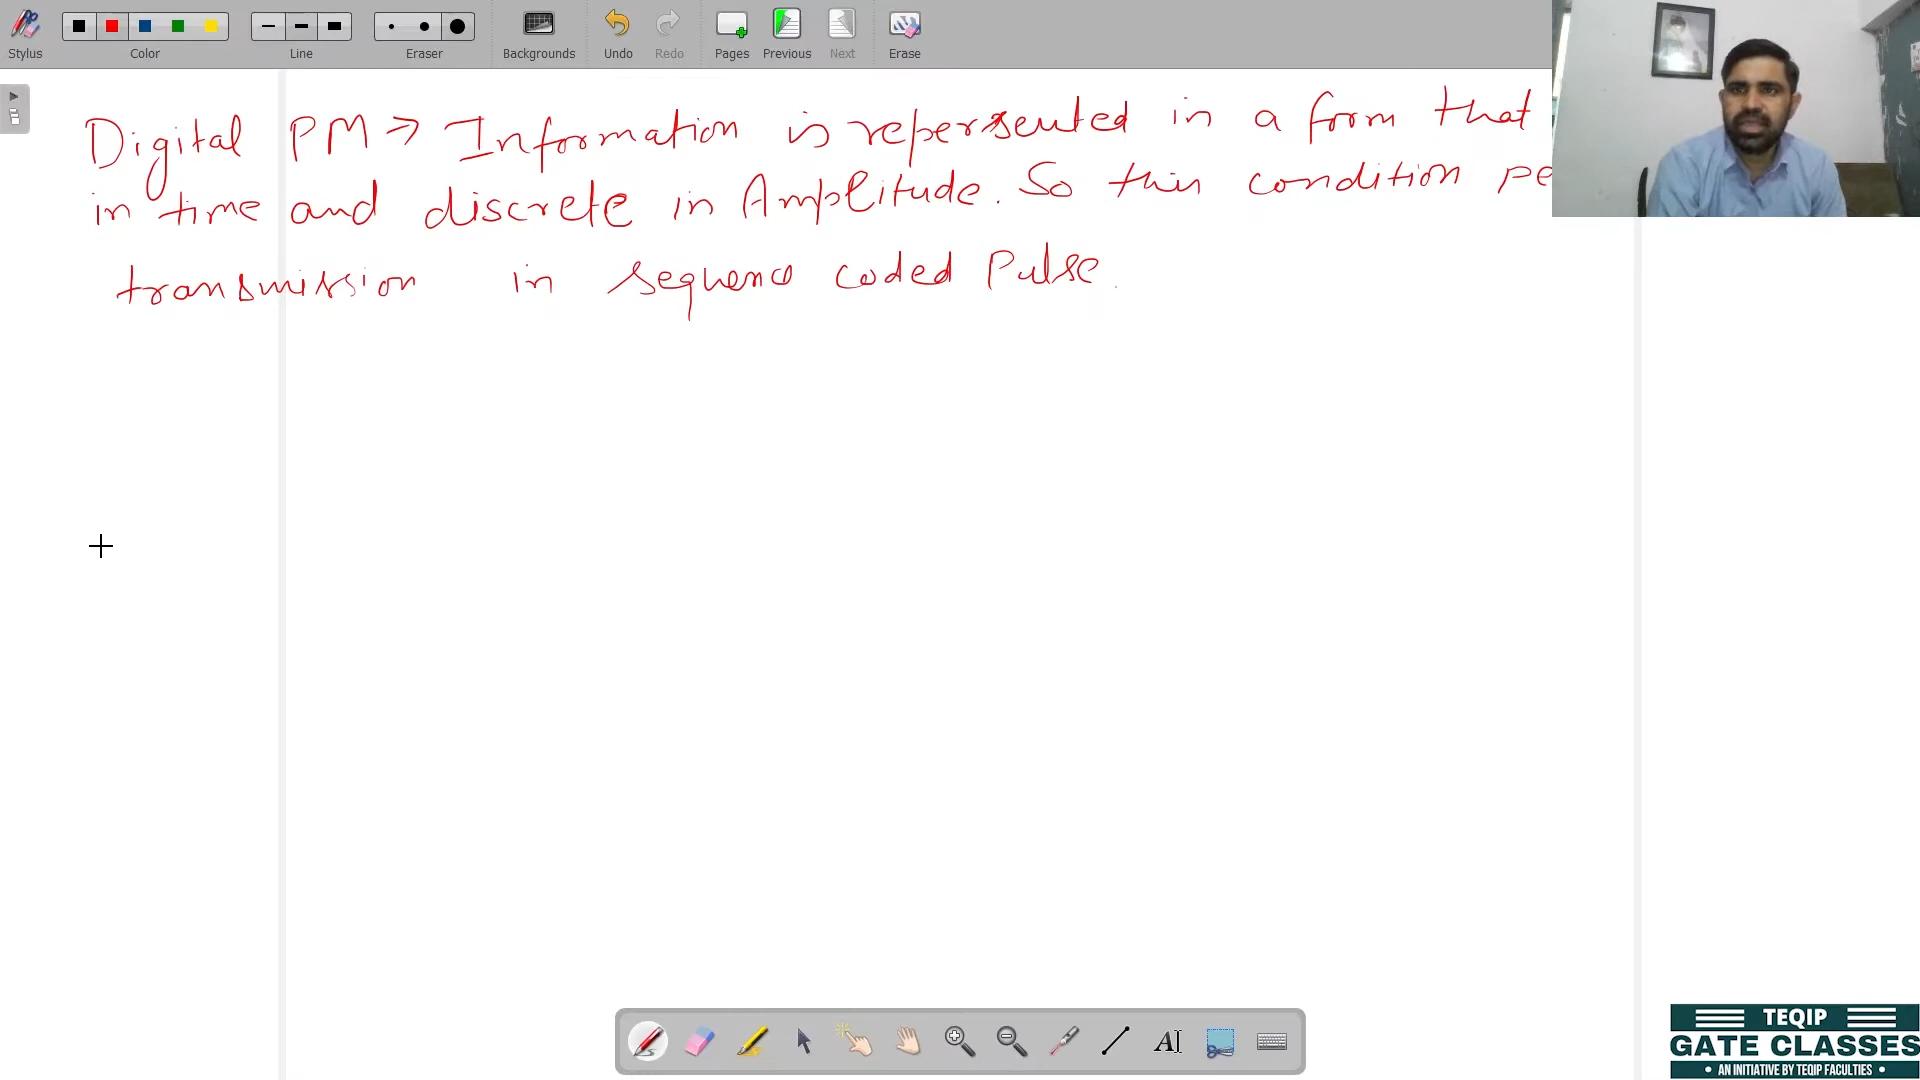 Stylus
Color
Line
Eraser
Backgrounds
Undo
Redo
Pages
Previous
Next
Erase
Digital PM → Information is repersented in a form that
in time and discrete in Amplitude. So this condition pe
transmission in sequence coded Pulse.
TEQIP
GATE CLASSES
• AN INITIATIVE BY TEQIP FACULTIES •